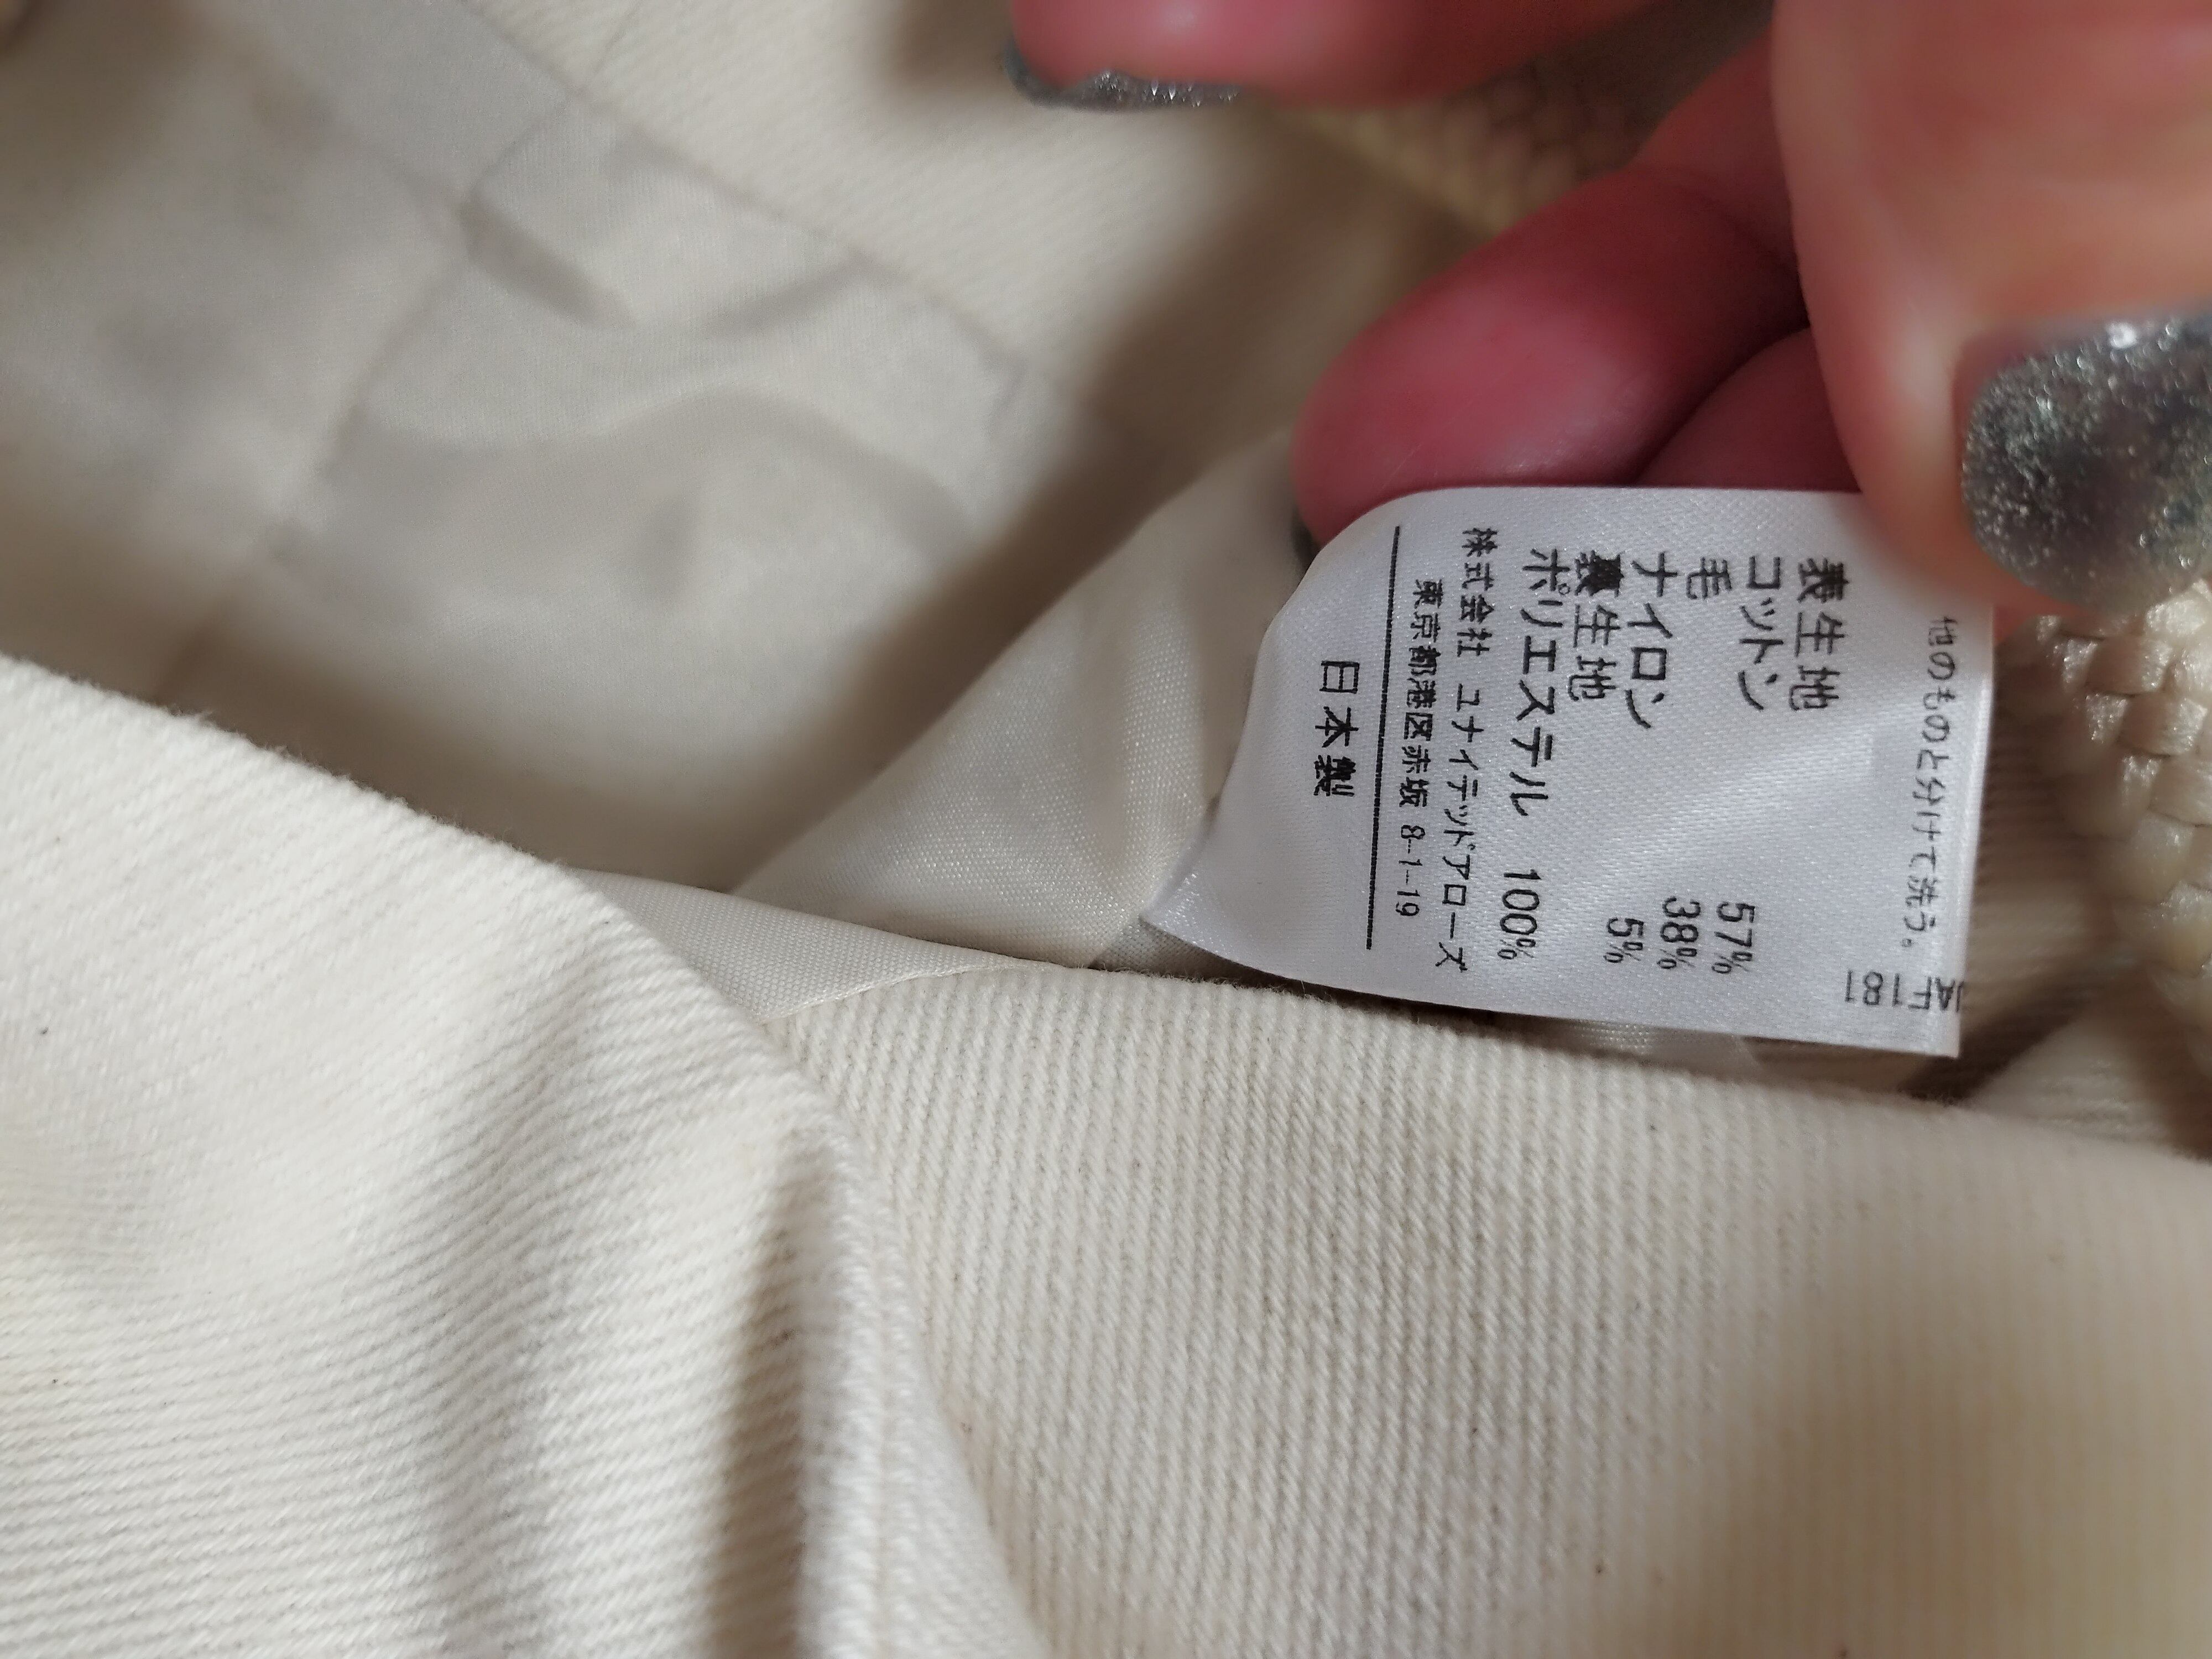 他のものと分けて洗う。
表生地
コットン 57%
毛 38%
ナイロン 5%
裏生地
ポリエステル 100%
株式会社 ユナイテッドアローズ
東京都港区赤坂 8-1-19
日本製
JAF181